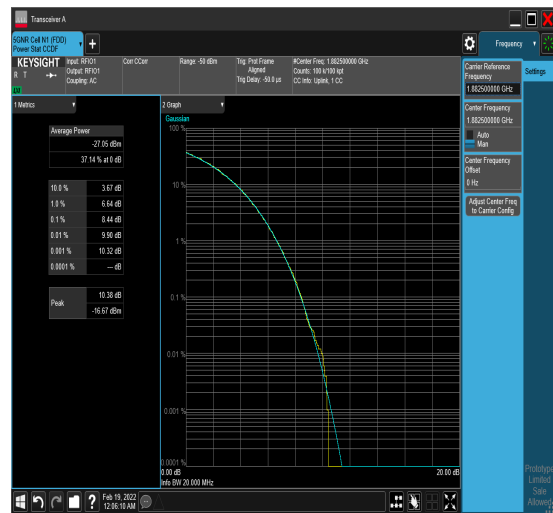 Transceiver A
5GNR Cell N1 (FDD)
Power Stat CCDF
Frequency
KEYSIGHT
R T
LXI
Input: RFIO1
Output: RFIO1
Coupling: AC
Corr CCorr
Range: -50 dBm
Trig: Prot Frame
Aligned
Trig Delay: -50.0 µs
#Center Freq: 1.882500000 GHz
Counts: 100 k/100 kpt
CC Info: Uplink, 1 CC
Carrier Reference
Frequency
1.882500000 GHz
Settings
Center Frequency
1.882500000 GHz
Auto
Man
Center Frequency
Offset
0 Hz
Adjust Center Freq
to Carrier Config
1 Metrics
Average Power
-27.05 dBm
37.14 % at 0 dB
10.0 % 3.67 dB
1.0 % 6.64 dB
0.1 % 8.44 dB
0.01 % 9.90 dB
0.001 % 10.32 dB
0.0001 % --- dB
Peak
10.38 dB
-16.67 dBm
2 Graph
Gaussian
100 %
10 %
1 %
0.1 %
0.01 %
0.001 %
0.0001 %
0.00 dB
20.00 dB
Info BW 20.000 MHz
Feb 19, 2022
12:06:10 AM
Prototype
Limited
Sale
Allowed